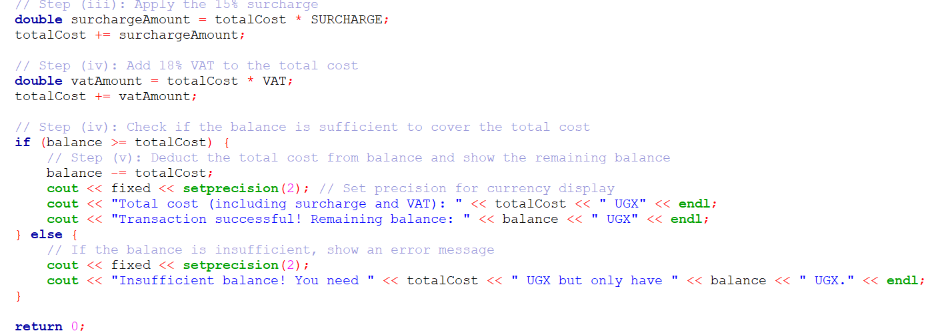 // Step (iii): Apply the 15% surcharge
double surchargeAmount = totalCost * SURCHARGE;
totalCost += surchargeAmount;
// Step (iv): Add 18% VAT to the total cost
double vatAmount = totalCost * VAT;
totalCost += vatAmount;
// Step (iv): Check if the balance is sufficient to cover the total cost
if (balance >= totalCost) {
// Step (v): Deduct the total cost from balance and show the remaining balance
balance -= totalCost;
cout << fixed << setprecision(2); // Set precision for currency display
cout << "Total cost (including surcharge and VAT): " << totalCost << " UGX" << endl;
cout << "Transaction successful! Remaining balance: " << balance << " UGX" << endl;
} else {
// If the balance is insufficient, show an error message
cout << fixed << setprecision(2);
cout << "Insufficient balance! You need " << totalCost << " UGX but only have " << balance << " UGX." << endl;
}
return 0;